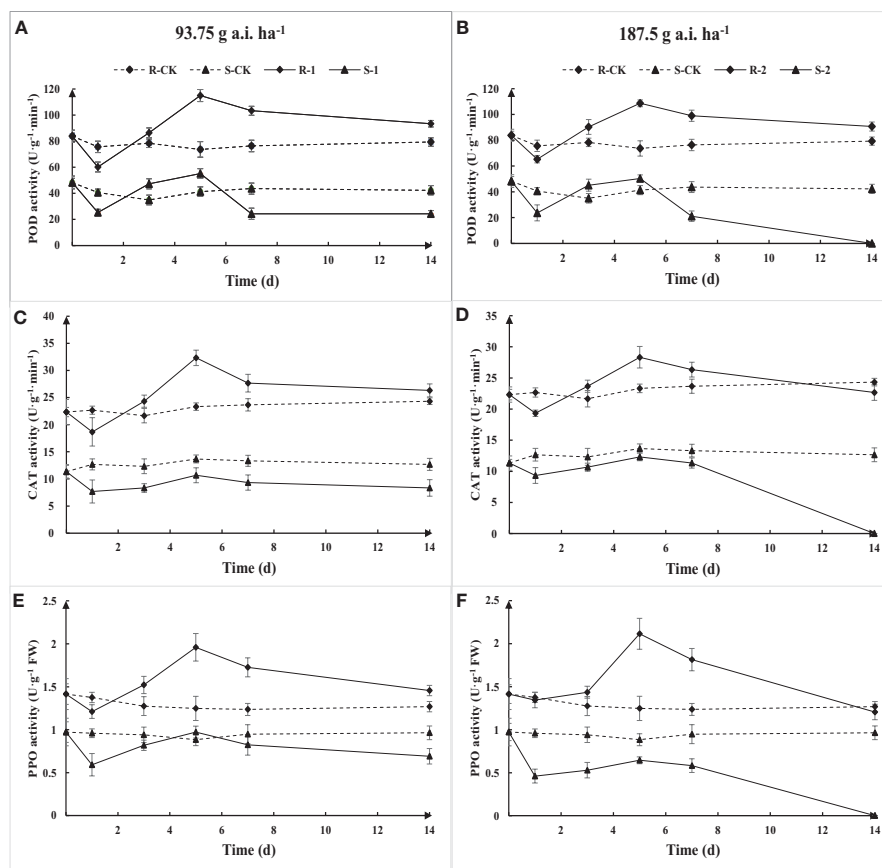 A
93.75 g a.i. ha⁻¹
R-CK S-CK R-1 S-1
120
100
80
60
40
20
0
POD activity (U·g⁻¹·min⁻¹)
2 4 6 8 10 12 14
Time (d)
B
187.5 g a.i. ha⁻¹
R-CK S-CK R-2 S-2
120
100
80
60
40
20
0
POD activity (U·g⁻¹·min⁻¹)
2 4 6 8 10 12 14
Time (d)
C
40
35
30
25
20
15
10
5
0
CAT activity (U·g⁻¹·min⁻¹)
2 4 6 8 10 12 14
Time (d)
D
35
30
25
20
15
10
5
0
CAT activity (U·g⁻¹·min⁻¹)
2 4 6 8 10 12 14
Time (d)
E
2.5
2
1.5
1
0.5
0
PPO activity (U·g⁻¹ FW)
2 4 6 8 10 12 14
Time (d)
F
2.5
2
1.5
1
0.5
0
PPO activity (U·g⁻¹ FW)
2 4 6 8 10 12 14
Time (d)